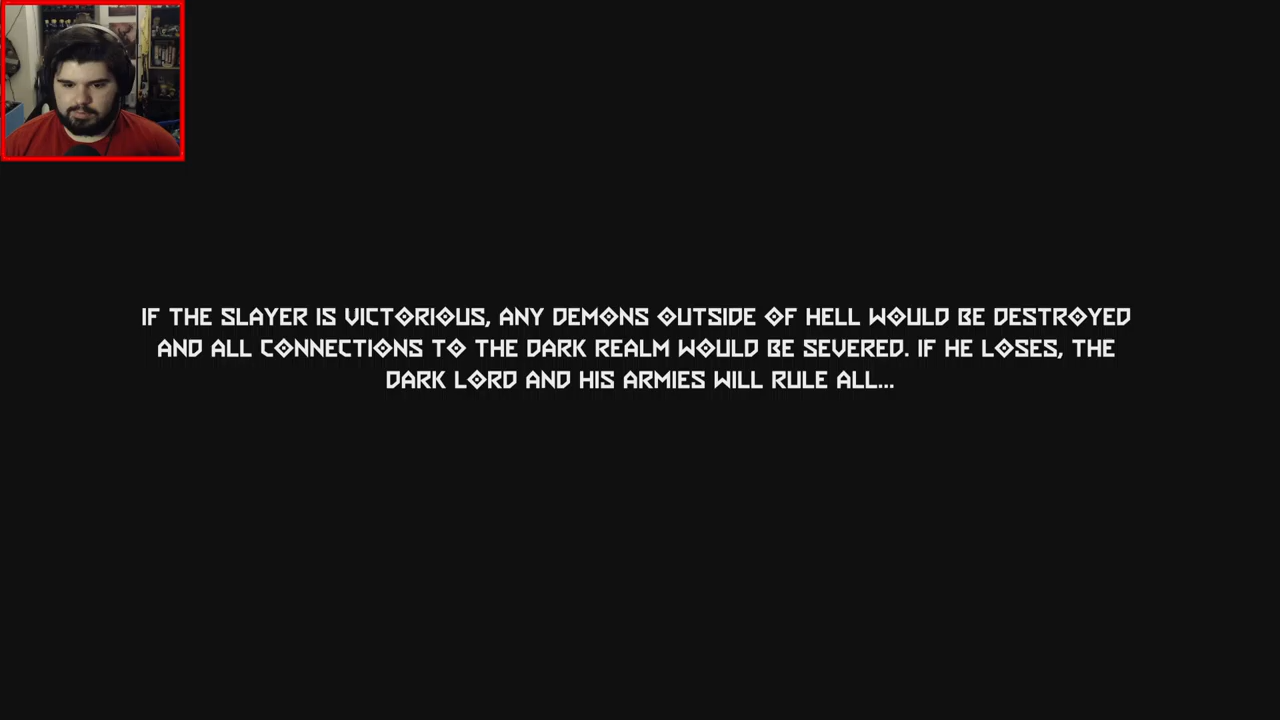 IF THE SLAYER IS VICTORIOUS, ANY DEMONS OUTSIDE OF HELL WOULD BE DESTROYED
AND ALL CONNECTIONS TO THE DARK REALM WOULD BE SEVERED. IF HE LOSES, THE
DARK LORD AND HIS ARMIES WILL RULE ALL...